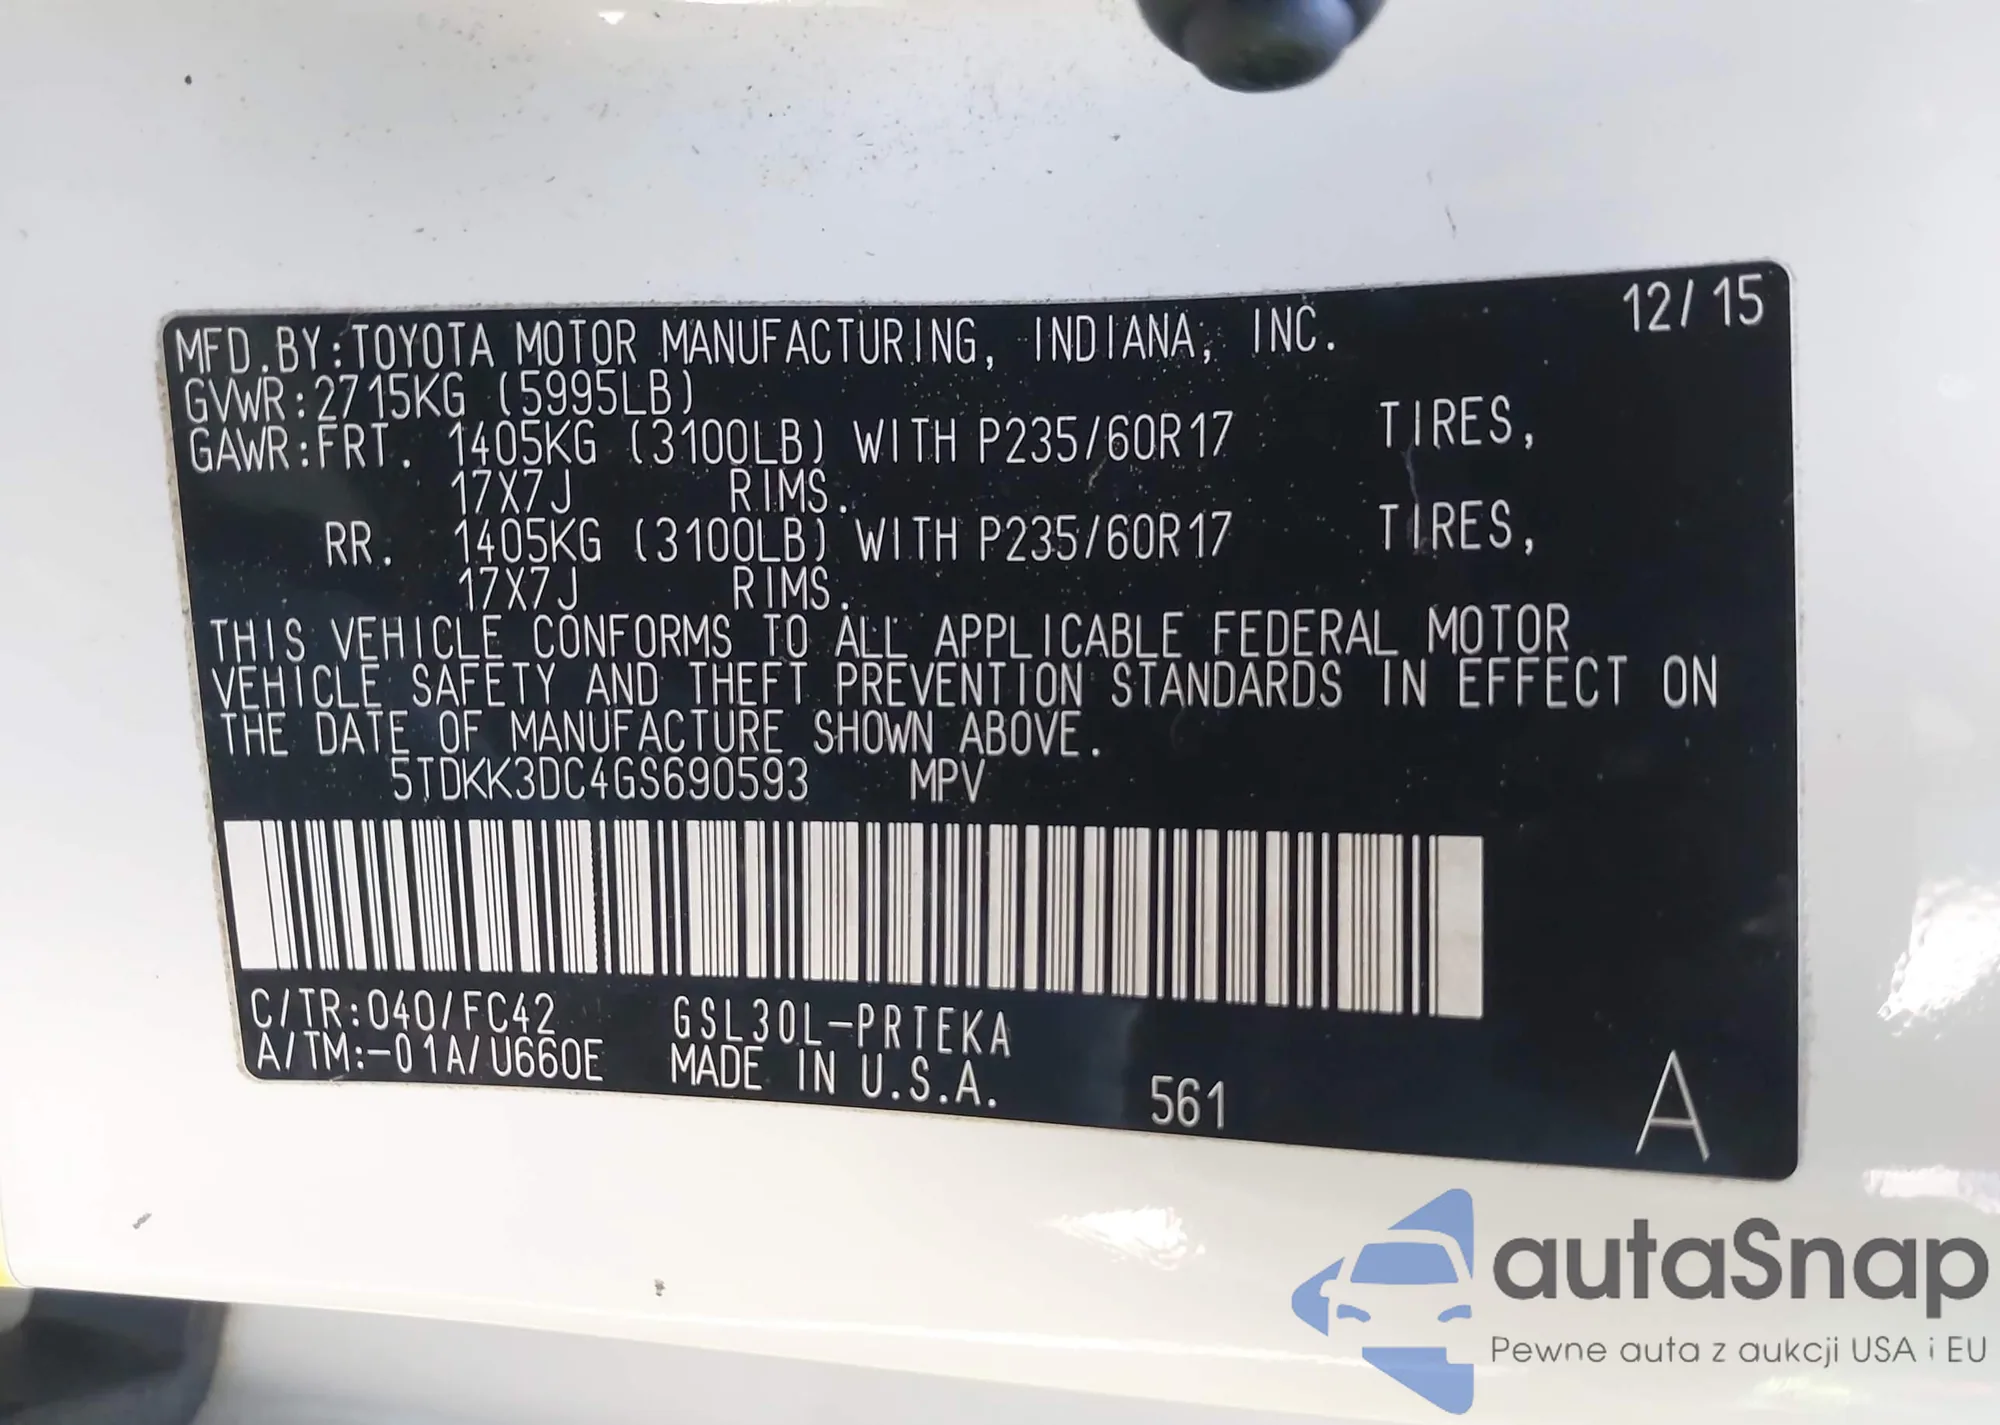 12/15
MFD.BY:TOYOTA MOTOR MANUFACTURING, INDIANA, INC.
GVWR:2715KG (5995LB)
GAWR:FRT. 1405KG (3100LB) WITH P235/60R17 TIRES,
17X7J RIMS.
RR. 1405KG (3100LB) WITH P235/60R17 TIRES,
17X7J RIMS.
THIS VEHICLE CONFORMS TO ALL APPLICABLE FEDERAL MOTOR
VEHICLE SAFETY AND THEFT PREVENTION STANDARDS IN EFFECT ON
THE DATE OF MANUFACTURE SHOWN ABOVE.
5TDKK3DC4GS690593 MPV
C/TR:040/FC42 GSL30L-PRTEKA
A/TM:-01A/U660E MADE IN U.S.A. 561 A
autaSnap
Pewne auta z aukcji USA i EU